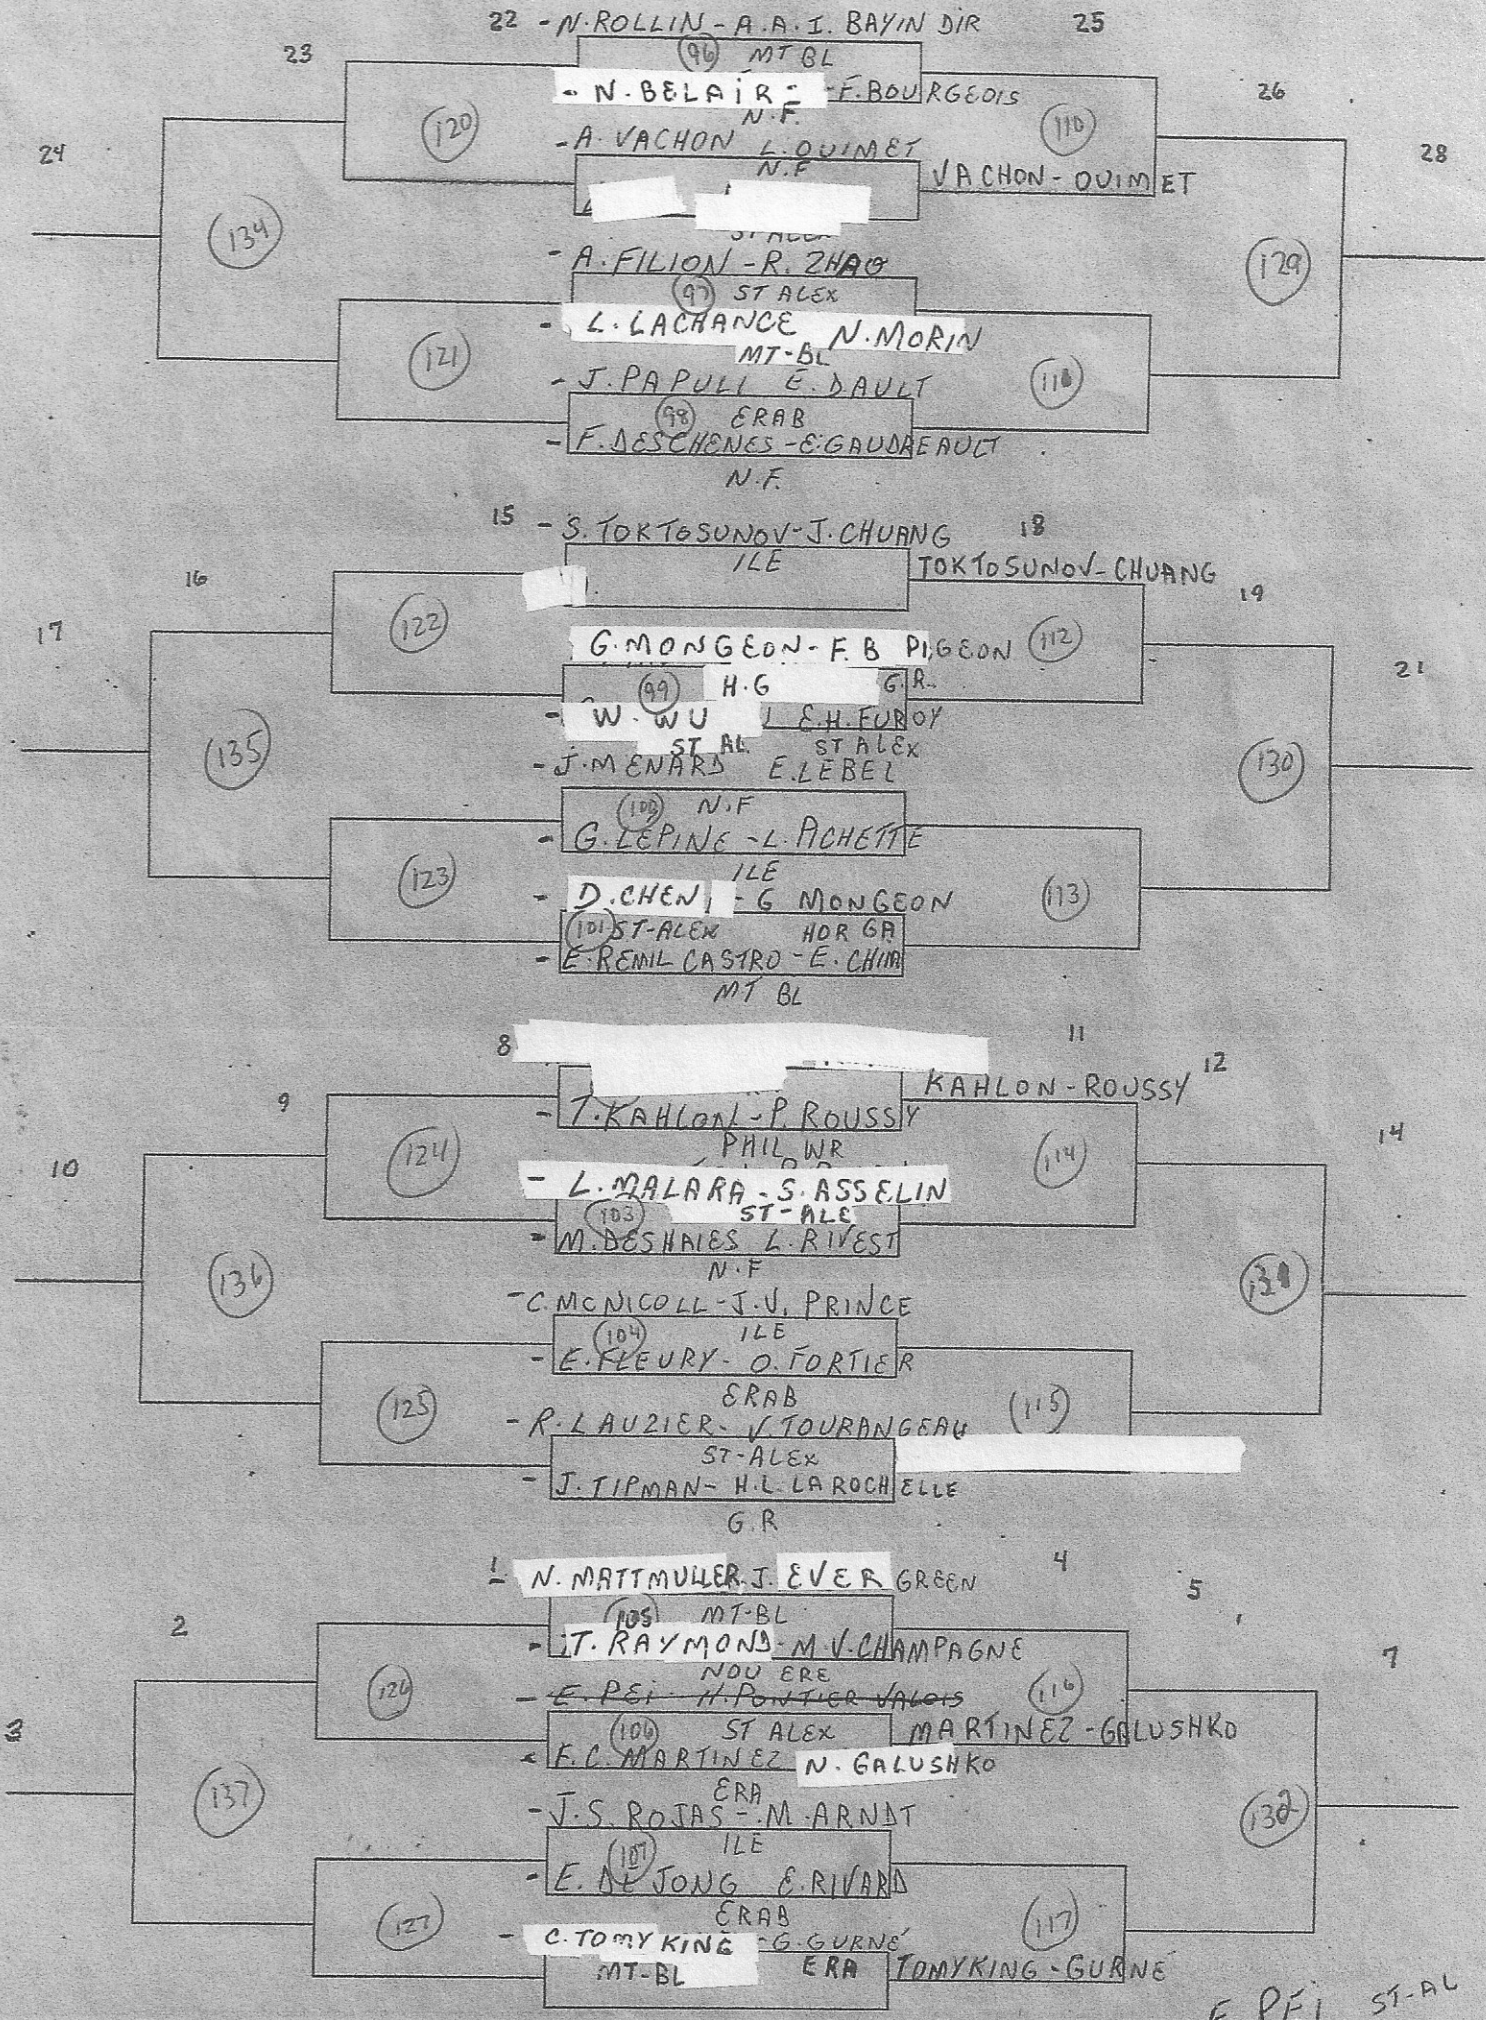 22 - N. ROLLIN - A.A.I. BAYIN DIR 25
23 96 MT BL
- N. BELAIR - - F. BOURGEOIS 26
N.F.
120 - A. VACHON L. OUIMET 110
24 N.F 28
VACHON - OUIMET
134
ST ALEX
- A. FILION - R. ZHAO 129
97 ST ALEX
- L. LACHANCE N. MORIN
121 MT-BL
- J. PAPULI E. DAULT
98 ERAB
- F. DESCHENES - E. GAUDREAULT
N.F.
15 - S. TOKTOSUNOV - J. CHUANG 18
16 ILE TOKTOSUNOV - CHUANG
19
17 122 G. MONGEON - F. B PIGEON 112
99 H.G G.R. 21
- W. WU E.H. FUROY
135 ST AL. ST ALEX 130
- J. MENARD E. LEBEL
N.F
- G. LEPINE - L. PICHETTE
123 ILE
- D. CHEN - G MONGEON 113
101 ST-ALEX HOR GA
- E. REMIL CASTRO - E. CHIM
MT BL
8 11
12
9 KAHLON - ROUSSY
- T. KAHLON - P. ROUSSY
10 124 PHIL WR 114 14
- L. MALARA - S. ASSELIN
103 ST-ALE
- M. DESHAIES L. RIVEST
136 N.F
- C. MCNICOLL - J.V. PRINCE
104 ILE
- E. FLEURY - O. FORTIER
125 ERAB 115
- R. LAUZIER - V. TOURANGEAU
ST-ALEX
- J. TIPMAN - H.L. LAROCHELLE
G.R
1 N. MATTMULLER. J. EVER GREEN 4
5
2 105 MT-BL
- T. RAYMOND - M.V. CHAMPAGNE 7
NOU ERE
126 - E. PEI N. PONTIER VALOIS 116
3 106 ST ALEX MARTINEZ - GALUSHKO
- F.C. MARTINEZ N. GALUSHKO
137 ERA 132
- J.S. ROJAS - M. ARNDT
107 ILE
- E. DE JONG E. RIVARD
127 ERAB 117
- C. TOMYKING - G. GURNÉ
MT-BL ERA TOMYKING - GURNE
E PEI ST-AL